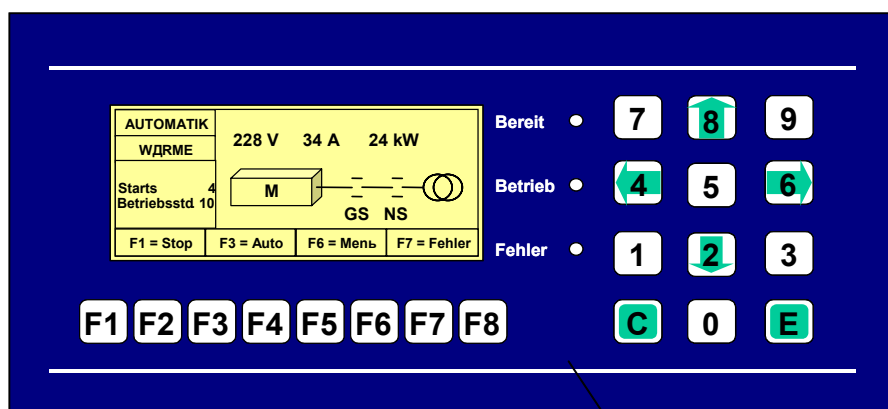 AUTOMATIK
WДRME
228 V 34 A 24 kW
Starts 4
Betriebsstd. 10
M
GS NS
F1 = Stop F3 = Auto F6 = Menь F7 = Fehler
Bereit
Betrieb
Fehler
7 8 9
4 5 6
1 2 3
C 0 E
F1 F2 F3 F4 F5 F6 F7 F8